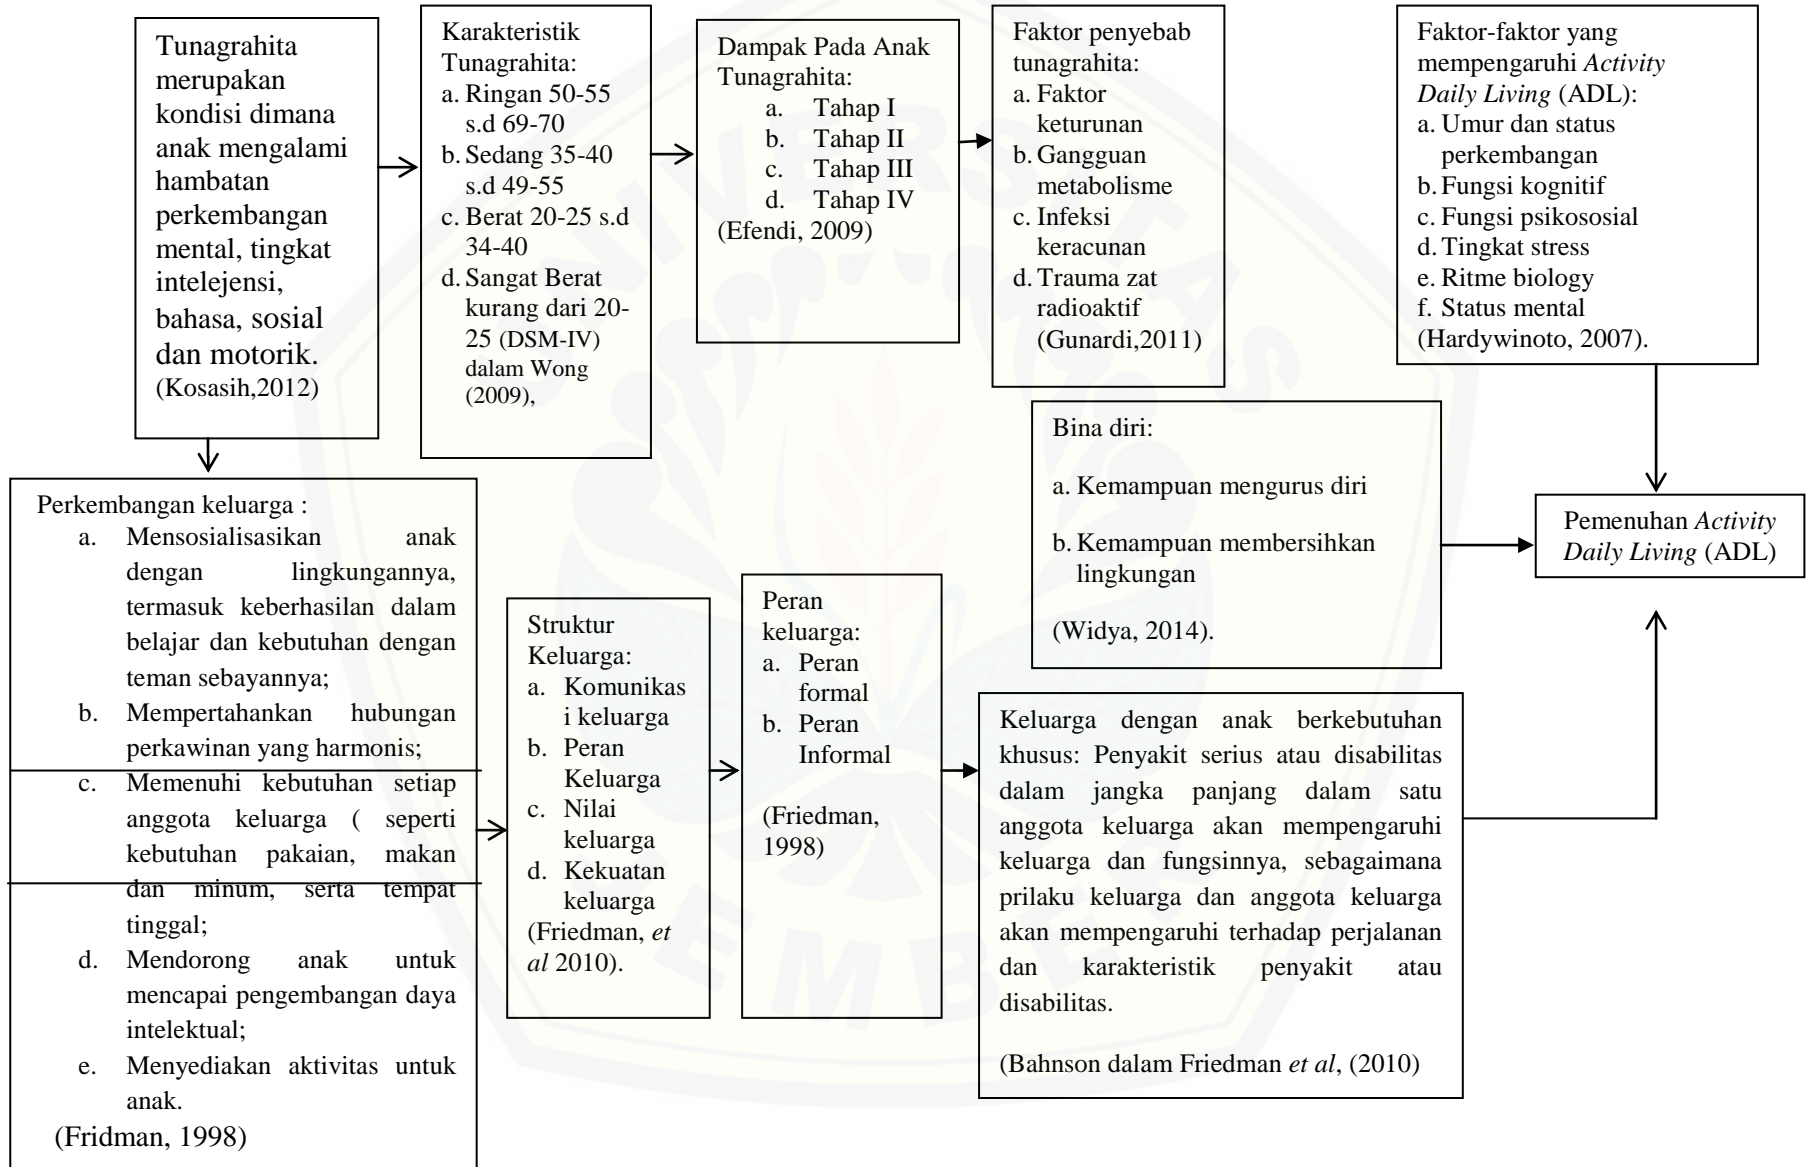 Tunagrahita
merupakan
kondisi dimana
anak mengalami
hambatan
perkembangan
mental, tingkat
intelejensi,
bahasa, sosial
dan motorik.
(Kosasih,2012)
Karakteristik
Tunagrahita:
a. Ringan 50-55
s.d 69-70
b. Sedang 35-40
s.d 49-55
c. Berat 20-25 s.d
34-40
d. Sangat Berat
kurang dari 20-
25 (DSM-IV)
dalam Wong
(2009),
Dampak Pada Anak
Tunagrahita:
a. Tahap I
b. Tahap II
c. Tahap III
d. Tahap IV
(Efendi, 2009)
Faktor penyebab
tunagrahita:
a. Faktor
keturunan
b. Gangguan
metabolisme
c. Infeksi
keracunan
d. Trauma zat
radioaktif
(Gunardi,2011)
Faktor-faktor yang
mempengaruhi Activity
Daily Living (ADL):
a. Umur dan status
perkembangan
b. Fungsi kognitif
c. Fungsi psikososial
d. Tingkat stress
e. Ritme biology
f. Status mental
(Hardywinoto, 2007).
Bina diri:
a. Kemampuan mengurus diri
b. Kemampuan membersihkan
lingkungan
(Widya, 2014).
Pemenuhan Activity
Daily Living (ADL)
Perkembangan keluarga :
a. Mensosialisasikan anak
dengan lingkungannya,
termasuk keberhasilan dalam
belajar dan kebutuhan dengan
teman sebayannya;
b. Mempertahankan hubungan
perkawinan yang harmonis;
c. Memenuhi kebutuhan setiap
anggota keluarga ( seperti
kebutuhan pakaian, makan
dan minum, serta tempat
tinggal;
d. Mendorong anak untuk
mencapai pengembangan daya
intelektual;
e. Menyediakan aktivitas untuk
anak.
(Fridman, 1998)
Struktur
Keluarga:
a. Komunikas
i keluarga
b. Peran
Keluarga
c. Nilai
keluarga
d. Kekuatan
keluarga
(Friedman, et
al 2010).
Peran
keluarga:
a. Peran
formal
b. Peran
Informal
(Friedman,
1998)
Keluarga dengan anak berkebutuhan
khusus: Penyakit serius atau disabilitas
dalam jangka panjang dalam satu
anggota keluarga akan mempengaruhi
keluarga dan fungsinnya, sebagaimana
prilaku keluarga dan anggota keluarga
akan mempengaruhi terhadap perjalanan
dan karakteristik penyakit atau
disabilitas.
(Bahnson dalam Friedman et al, (2010)
UNIVERSITAS
JEMBER